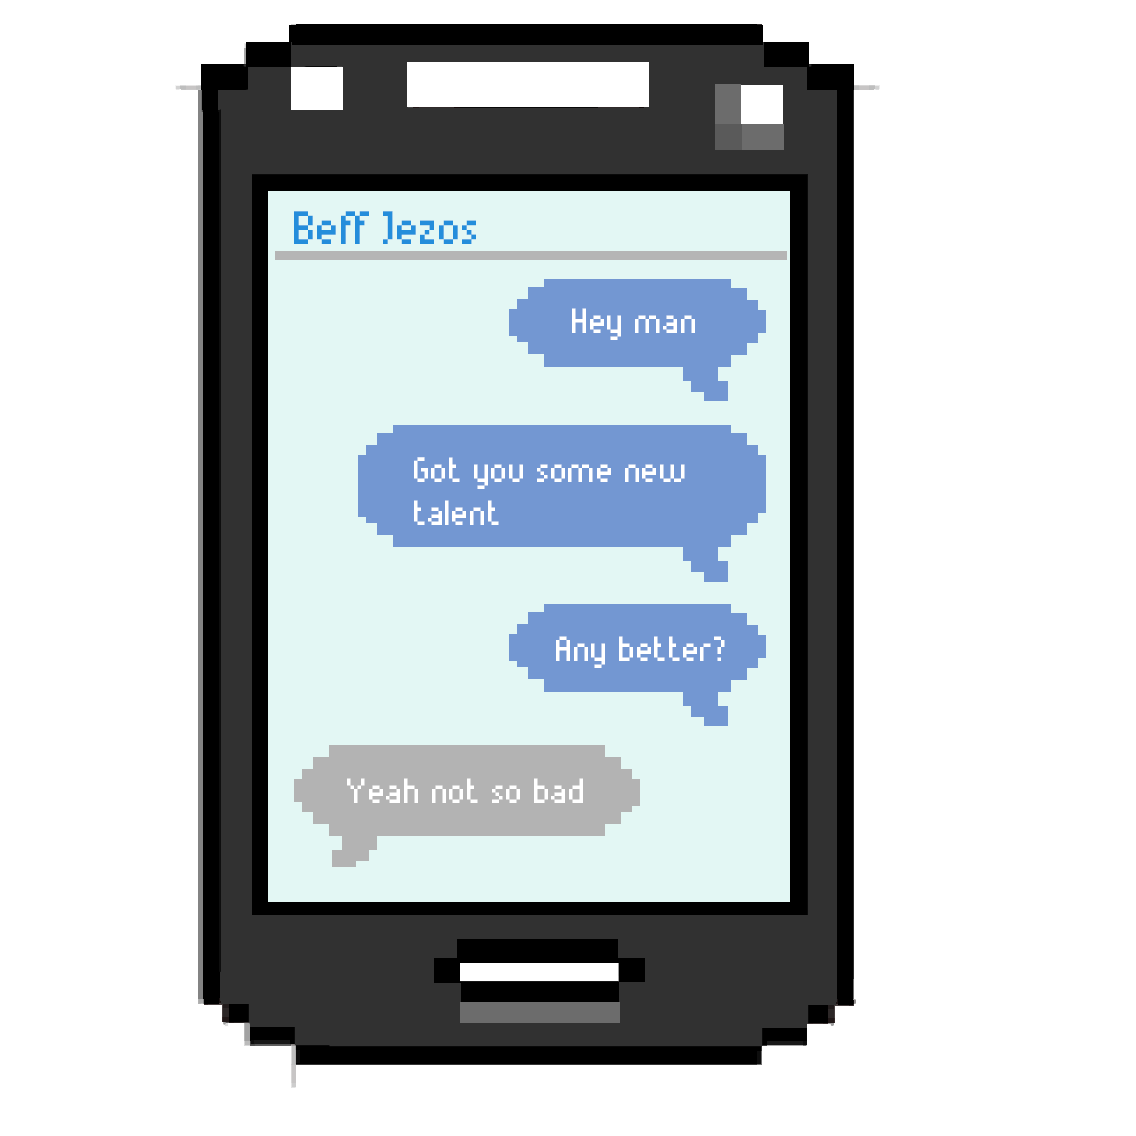 Beff Jezos
Hey man
Got you some new
talent
Any better?
Yeah not so bad